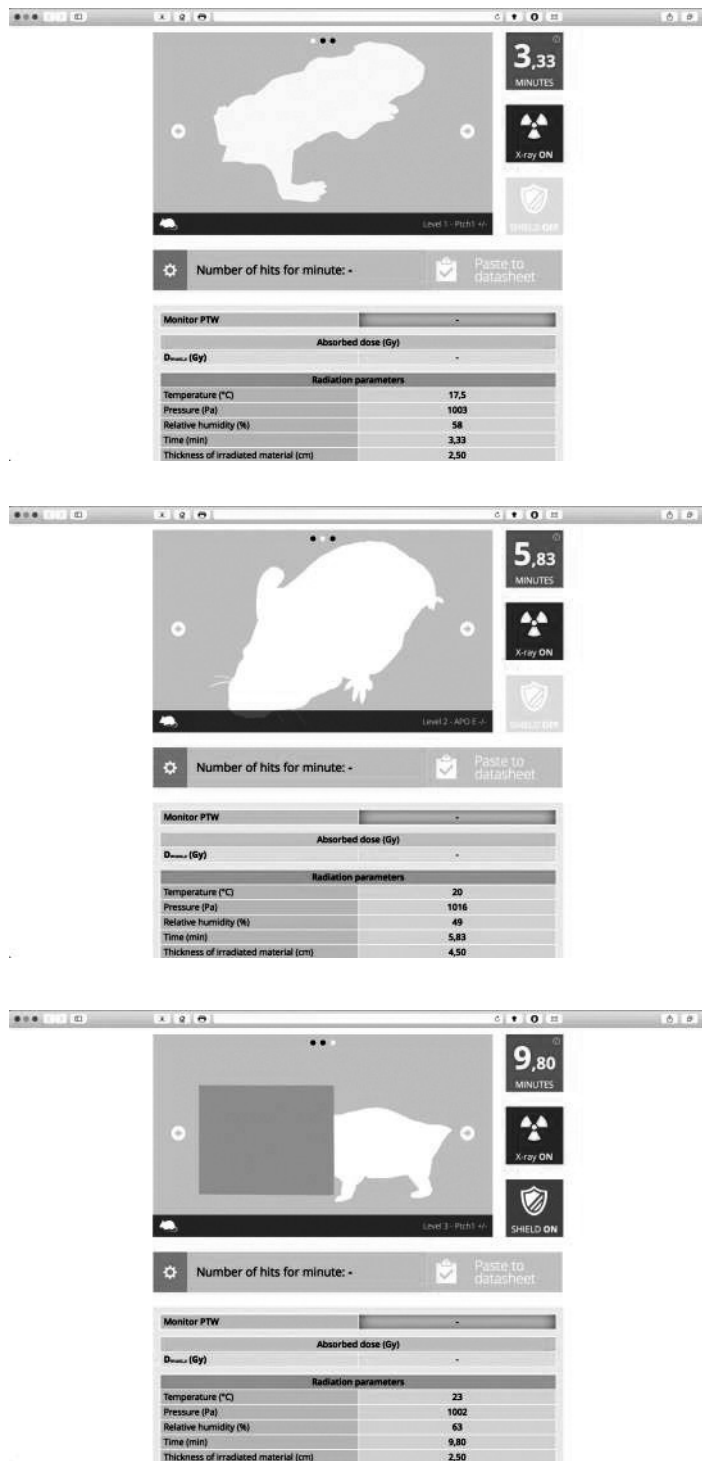 3,33
MINUTES
X-ray ON
SHIELD OFF
Level 1 - Ptch1 +/-
Number of hits for minute: -
Paste to
datasheet
Monitor PTW -
Absorbed dose (Gy)
(Gy) -
Radiation parameters
Temperature (°C) 17,5
Pressure (Pa) 1003
Relative humidity (%) 58
Time (min) 3,33
Thickness of irradiated material (cm) 2,50
5,83
MINUTES
X-ray ON
SHIELD OFF
Level 2 - APO E -/-
Number of hits for minute: -
Paste to
datasheet
Monitor PTW -
Absorbed dose (Gy)
(Gy) -
Radiation parameters
Temperature (°C) 20
Pressure (Pa) 1016
Relative humidity (%) 49
Time (min) 5,83
Thickness of irradiated material (cm) 4,50
9,80
MINUTES
X-ray ON
SHIELD ON
Level 3 - Ptch1 +/-
Number of hits for minute: -
Paste to
datasheet
Monitor PTW -
Absorbed dose (Gy)
(Gy) -
Radiation parameters
Temperature (°C) 23
Pressure (Pa) 1002
Relative humidity (%) 63
Time (min) 9,80
Thickness of irradiated material (cm) 2,50